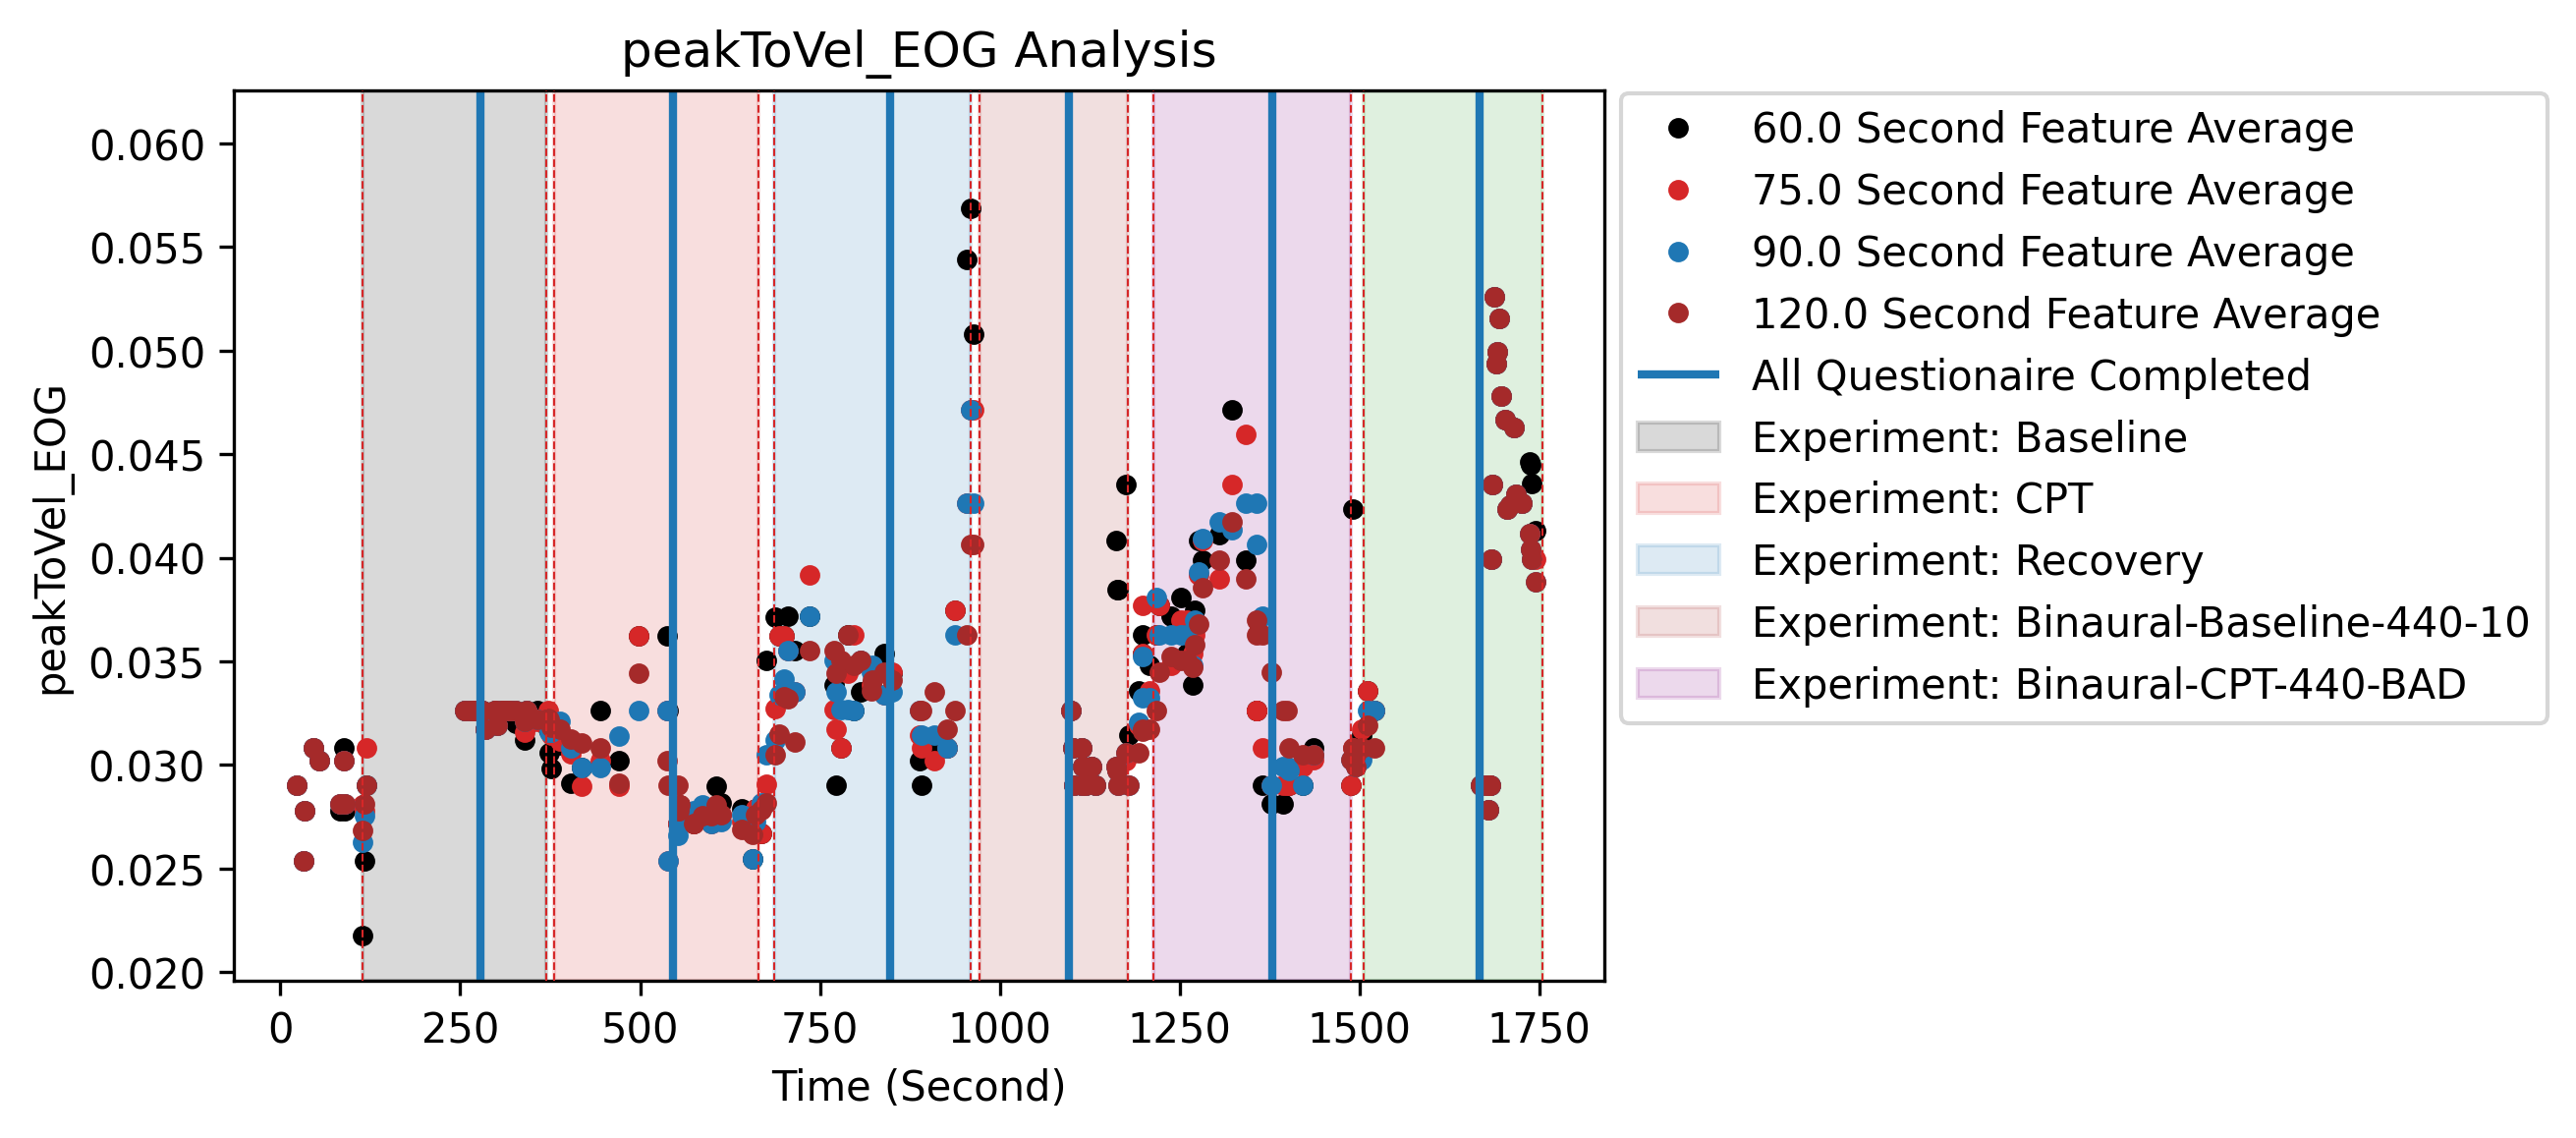 peakToVel_EOG Analysis
0.060
0.055
0.050
0.045
0.040
0.035
0.030
0.025
0.020
peakToVel_EOG
0 250 500 750 1000 1250 1500 1750
Time (Second)
60.0 Second Feature Average
75.0 Second Feature Average
90.0 Second Feature Average
120.0 Second Feature Average
All Questionaire Completed
Experiment: Baseline
Experiment: CPT
Experiment: Recovery
Experiment: Binaural-Baseline-440-10
Experiment: Binaural-CPT-440-BAD